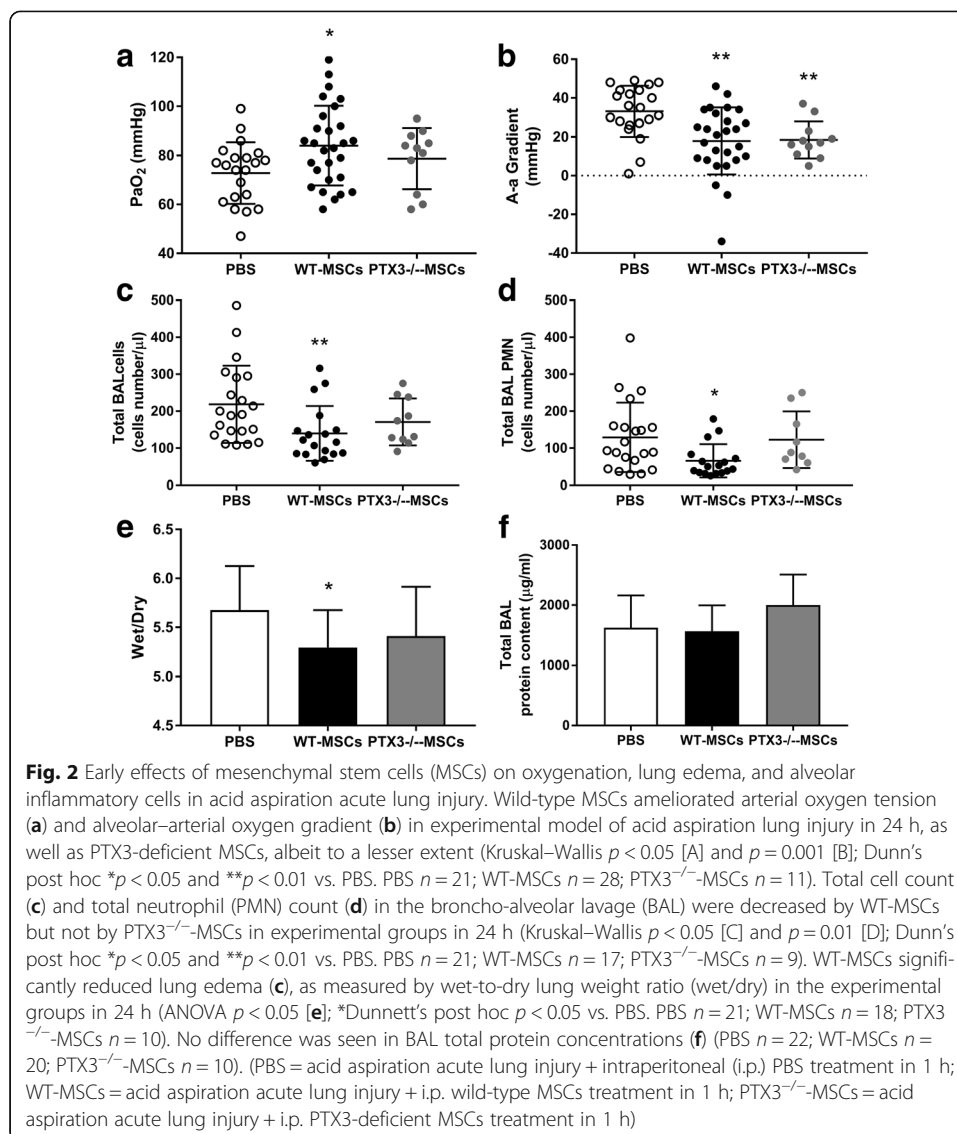 a
b
*
**
**
PaO2 (mmHg)
120
100
80
60
40
PBS
WT-MSCs
PTX3-/--MSCs
A-a Gradient
(mmHg)
60
40
20
0
-20
-40
PBS
WT-MSCs
PTX3-/--MSCs
c
d
**
*
Total BALcells
(cells number/µl)
500
400
300
200
100
0
PBS
WT-MSCs
PTX3-/--MSCs
Total BAL PMN
(cells number/µl)
500
400
300
200
100
0
PBS
WT-MSCs
PTX3-/--MSCs
e
f
*
Wet/Dry
6.5
6.0
5.5
5.0
4.5
PBS
WT-MSCs
PTX3-/--MSCs
Total BAL
protein content (µg/ml)
3000
2000
1000
0
PBS
WT-MSCs
PTX3-/--MSCs
Fig. 2 Early effects of mesenchymal stem cells (MSCs) on oxygenation, lung edema, and alveolar
inflammatory cells in acid aspiration acute lung injury. Wild-type MSCs ameliorated arterial oxygen tension
(a) and alveolar–arterial oxygen gradient (b) in experimental model of acid aspiration lung injury in 24 h, as
well as PTX3-deficient MSCs, albeit to a lesser extent (Kruskal–Wallis p < 0.05 [A] and p = 0.001 [B]; Dunn's
post hoc *p < 0.05 and **p < 0.01 vs. PBS. PBS n = 21; WT-MSCs n = 28; PTX3−/−-MSCs n = 11). Total cell count
(c) and total neutrophil (PMN) count (d) in the broncho-alveolar lavage (BAL) were decreased by WT-MSCs
but not by PTX3−/−-MSCs in experimental groups in 24 h (Kruskal–Wallis p < 0.05 [C] and p = 0.01 [D]; Dunn's
post hoc *p < 0.05 and **p < 0.01 vs. PBS. PBS n = 21; WT-MSCs n = 17; PTX3−/−-MSCs n = 9). WT-MSCs signifi-
cantly reduced lung edema (c), as measured by wet-to-dry lung weight ratio (wet/dry) in the experimental
groups in 24 h (ANOVA p < 0.05 [e]; *Dunnett's post hoc p < 0.05 vs. PBS. PBS n = 21; WT-MSCs n = 18; PTX3
−/−-MSCs n = 10). No difference was seen in BAL total protein concentrations (f) (PBS n = 22; WT-MSCs n =
20; PTX3−/−-MSCs n = 10). (PBS = acid aspiration acute lung injury + intraperitoneal (i.p.) PBS treatment in 1 h;
WT-MSCs = acid aspiration acute lung injury + i.p. wild-type MSCs treatment in 1 h; PTX3−/−-MSCs = acid
aspiration acute lung injury + i.p. PTX3-deficient MSCs treatment in 1 h)